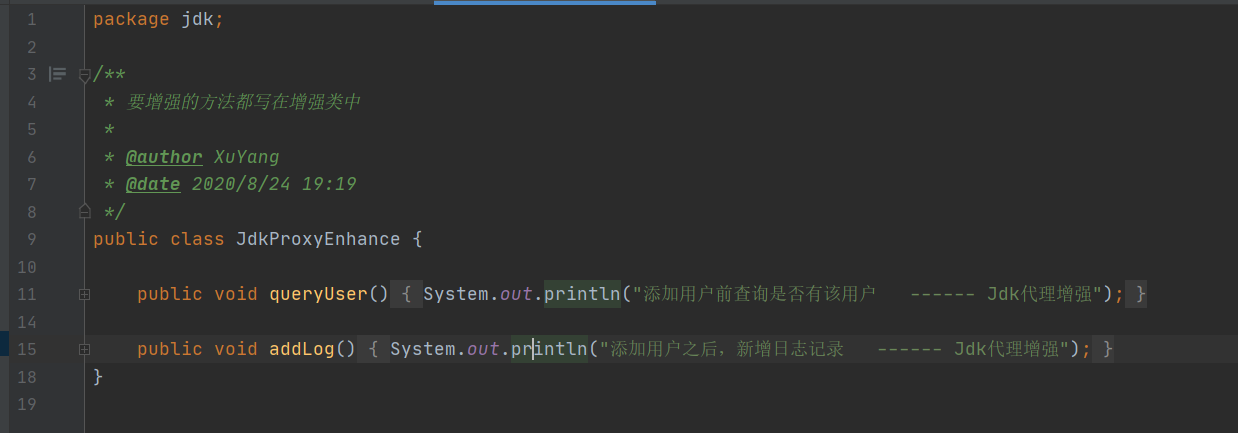 1 package jdk;
2
3 /**
4 * 要增强的方法都写在增强类中
5 *
6 * @author XuYang
7 * @date 2020/8/24 19:19
8 */
9 public class JdkProxyEnhance {
10
11 public void queryUser() { System.out.println("添加用户前查询是否有该用户 ------ Jdk代理增强"); }
14
15 public void addLog() { System.out.println("添加用户之后，新增日志记录 ------ Jdk代理增强"); }
18 }
19